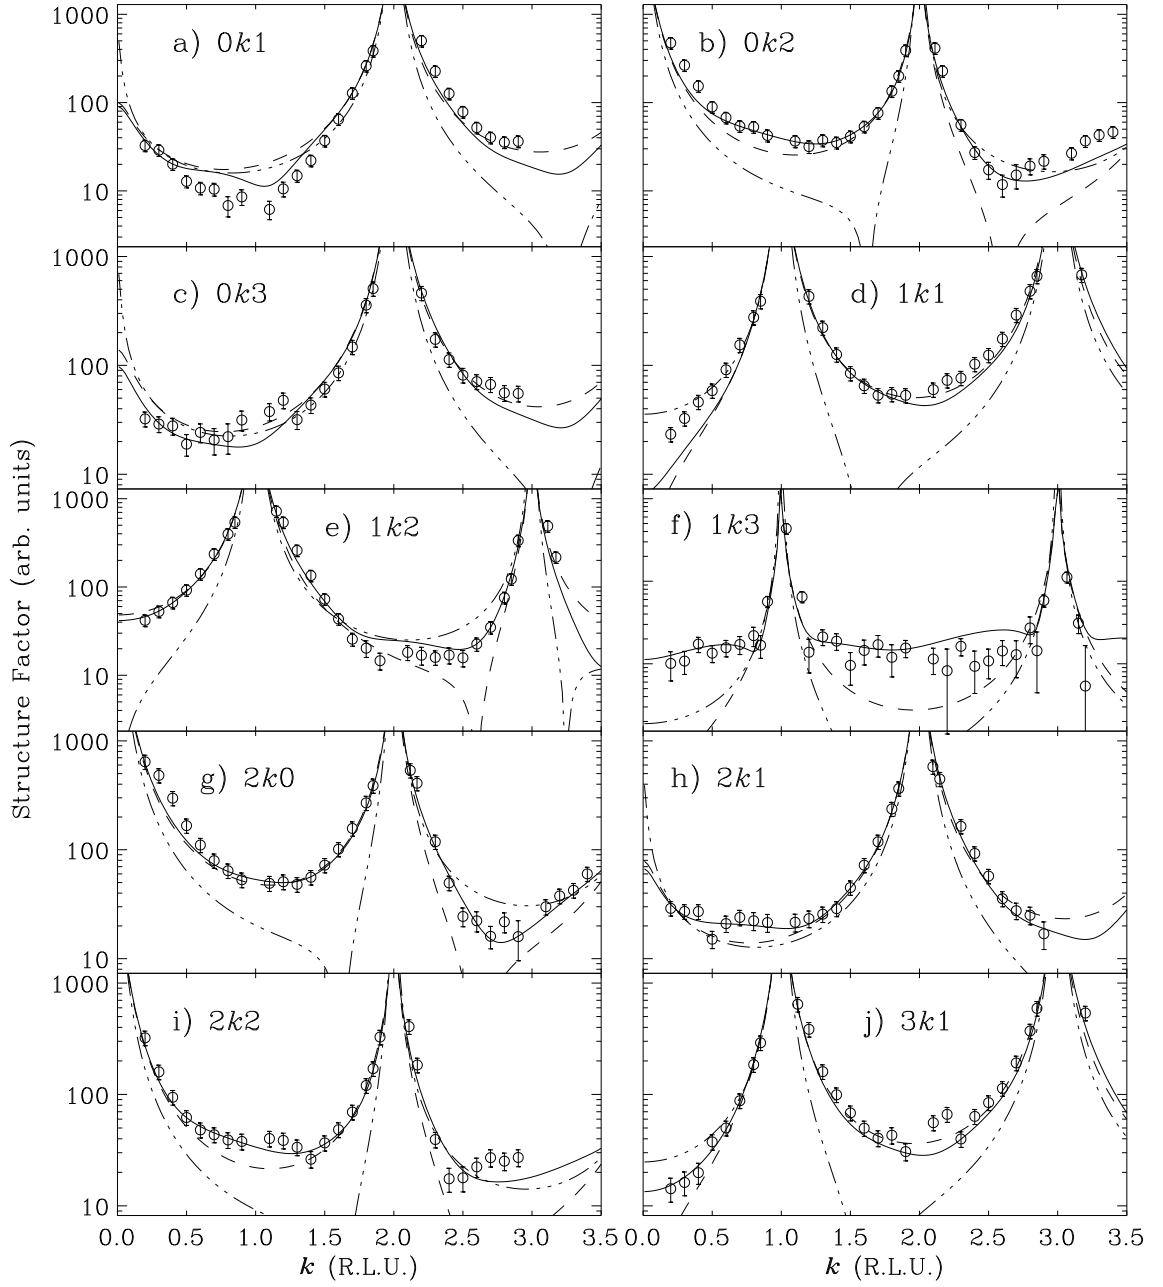 1000 a) 0k1 b) 0k2
100
10
1000 c) 0k3 d) 1k1
100
10
1000 e) 1k2 f) 1k3
100
10
1000 g) 2k0 h) 2k1
100
10
1000 i) 2k2 j) 3k1
100
10
0.0 0.5 1.0 1.5 2.0 2.5 3.0 3.5 0.0 0.5 1.0 1.5 2.0 2.5 3.0 3.5
k (R.L.U.) k (R.L.U.)
Structure Factor (arb. units)